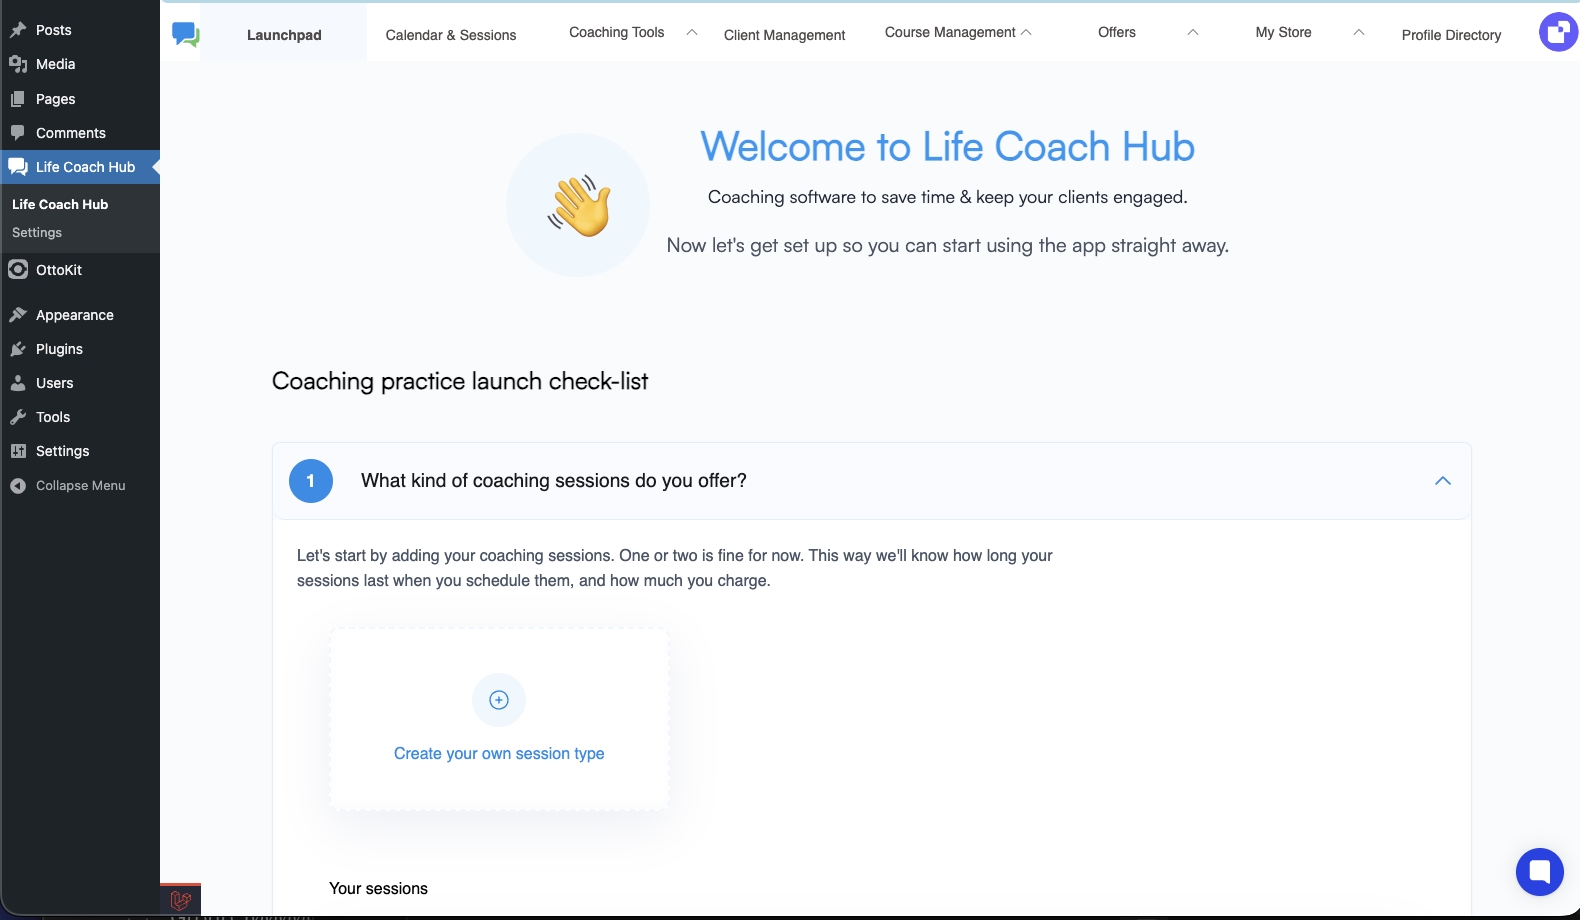 Posts
Media
Pages
Comments
Life Coach Hub
Life Coach Hub
Settings
OttoKit
Appearance
Plugins
Users
Tools
Settings
Collapse Menu
Launchpad
Calendar & Sessions
Coaching Tools
Client Management
Course Management
Offers
My Store
Profile Directory
Welcome to Life Coach Hub
Coaching software to save time & keep your clients engaged.
Now let's get set up so you can start using the app straight away.
Coaching practice launch check-list
1
What kind of coaching sessions do you offer?
Let's start by adding your coaching sessions. One or two is fine for now. This way we'll know how long your
sessions last when you schedule them, and how much you charge.
Create your own session type
Your sessions